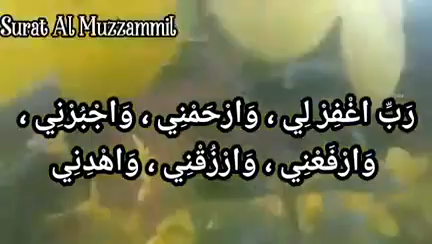 Surat Al Muzzammil
رَبِّ اغْفِرْ لِي ، وَارْحَمْنِي ، وَاجْبُرْنِي ،
وَارْفَعْنِي ، وَارْزُقْنِي ، وَاهْدِنِي